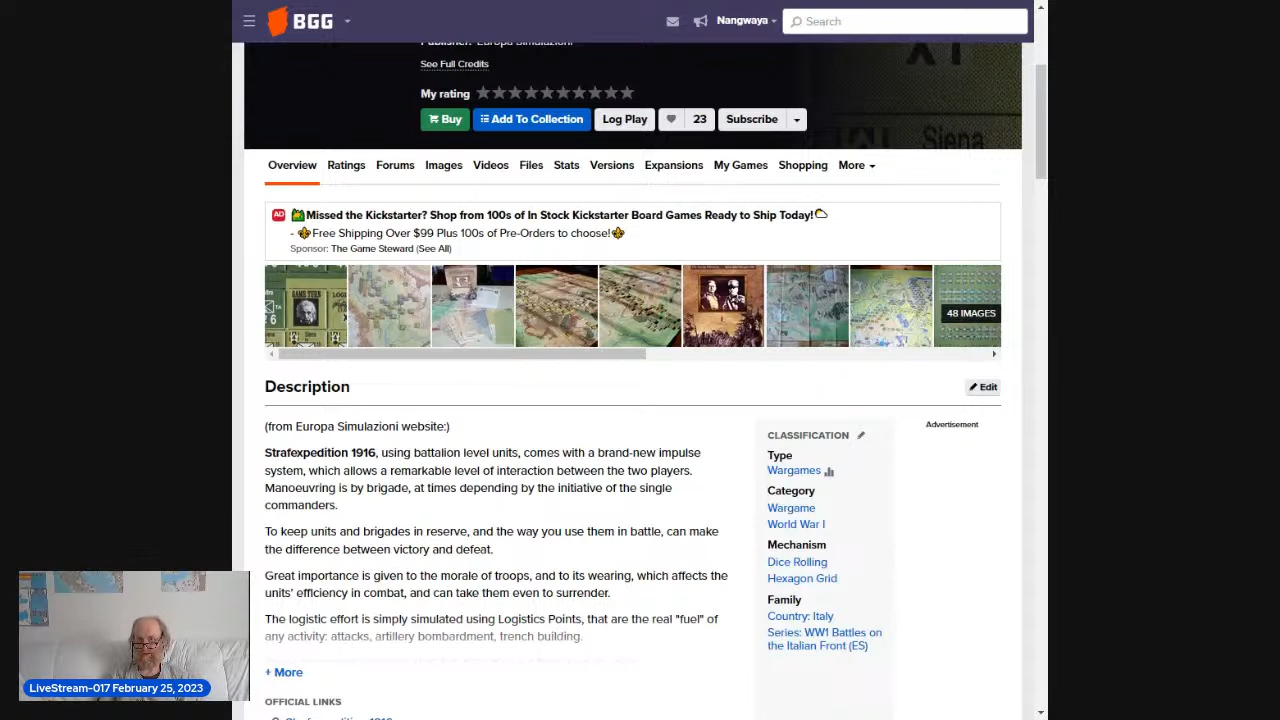 BGG
Nangwaya
Search
Publisher: Europa Simulazioni
See Full Credits
Siena
My rating
Buy
Add To Collection
Log Play
23
Subscribe
Overview
Ratings
Forums
Images
Videos
Files
Stats
Versions
Expansions
My Games
Shopping
More
AD
Missed the Kickstarter? Shop from 100s of In Stock Kickstarter Board Games Ready to Ship Today!
- Free Shipping Over $99 Plus 100s of Pre-Orders to choose!
Sponsor: The Game Steward (See All)
GAME TURN
48 IMAGES
Description
Edit
(from Europa Simulazioni website:)
Strafexpedition 1916, using battalion level units, comes with a brand-new impulse
system, which allows a remarkable level of interaction between the two players.
Manoeuvring is by brigade, at times depending by the initiative of the single
commanders.
To keep units and brigades in reserve, and the way you use them in battle, can make
the difference between victory and defeat.
Great importance is given to the morale of troops, and to its wearing, which affects the
units' efficiency in combat, and can take them even to surrender.
The logistic effort is simply simulated using Logistics Points, that are the real "fuel" of
any activity: attacks, artillery bombardment, trench building.
+ More
OFFICIAL LINKS
CLASSIFICATION
Type
Wargames
Category
Wargame
World War I
Mechanism
Dice Rolling
Hexagon Grid
Family
Country: Italy
Series: WW1 Battles on
the Italian Front (ES)
Advertisement
LiveStream-017 February 25, 2023